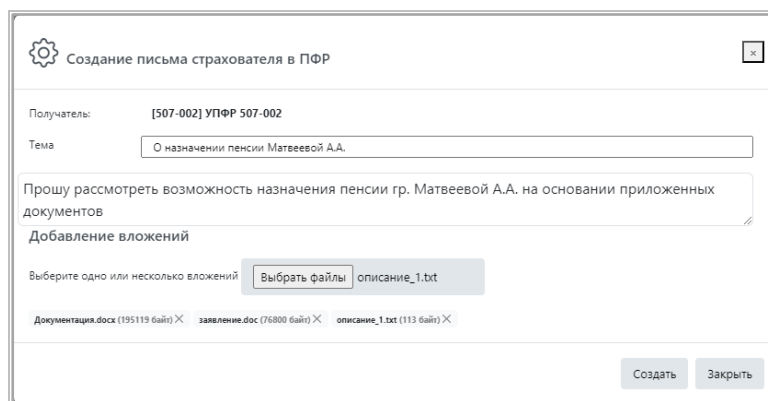 Создание письма страхователя в ПФР
×
Получатель: [507-002] УПФР 507-002
Тема О назначении пенсии Матвеевой А.А.
Прошу рассмотреть возможность назначения пенсии гр. Матвеевой А.А. на основании приложенных
документов
Добавление вложений
Выберите одно или несколько вложений Выбрать файлы описание_1.txt
Документация.docx (195119 байт) × заявление.doc (76800 байт) × описание_1.txt (113 байт) ×
Создать Закрыть